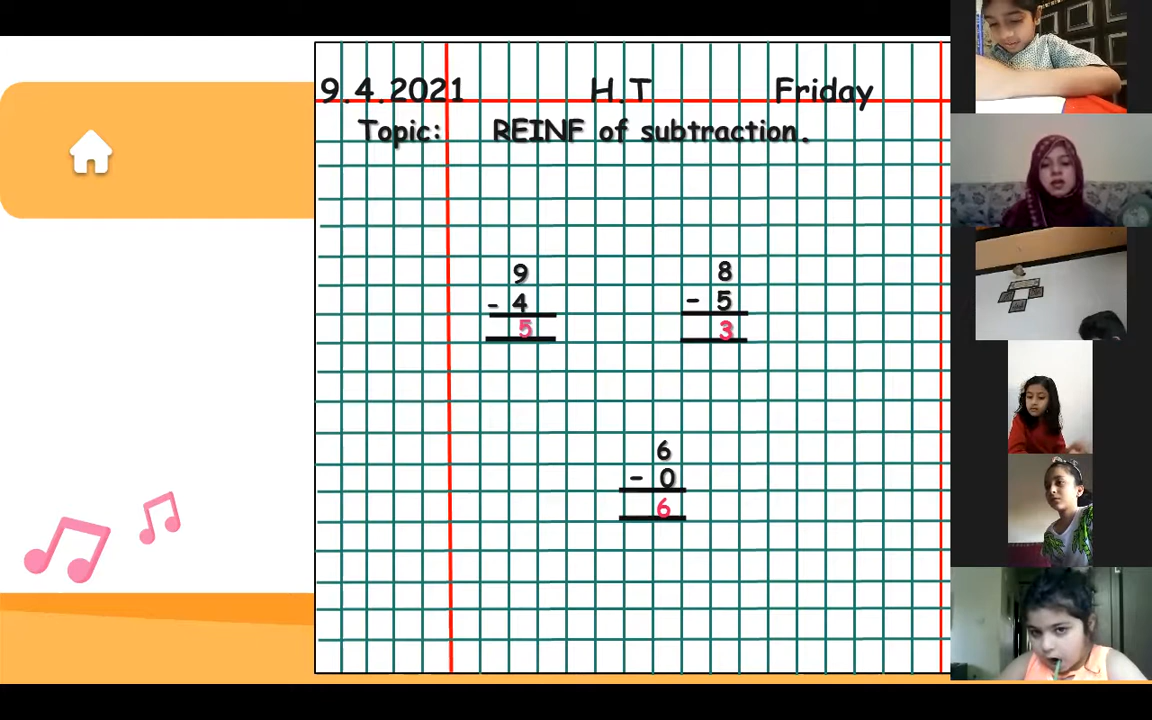 9.4.2021 H.T Friday
Topic: REINF of subtraction.
9 8
- 4 - 5
5 3
6
- 0
6